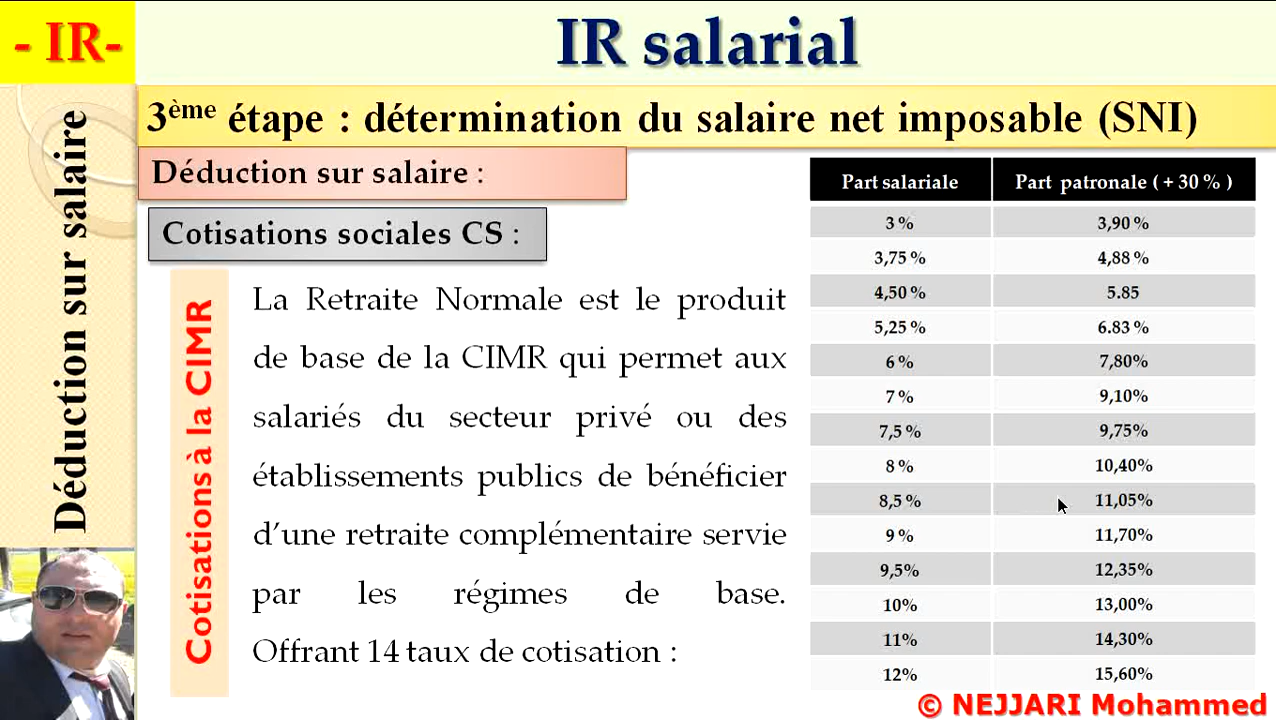 - IR-
IR salarial
3ème étape : détermination du salaire net imposable (SNI)
Déduction sur salaire
Déduction sur salaire :
Cotisations sociales CS :
Cotisations à la CIMR
La Retraite Normale est le produit
de base de la CIMR qui permet aux
salariés du secteur privé ou des
établissements publics de bénéficier
d’une retraite complémentaire servie
par les régimes de base.
Offrant 14 taux de cotisation :
Part salariale Part patronale ( + 30 % )
3 % 3,90 %
3,75 % 4,88 %
4,50 % 5.85
5,25 % 6.83 %
6 % 7,80%
7 % 9,10%
7,5 % 9,75%
8 % 10,40%
8,5 % 11,05%
9 % 11,70%
9,5% 12,35%
10% 13,00%
11% 14,30%
12% 15,60%
© NEJJARI Mohammed